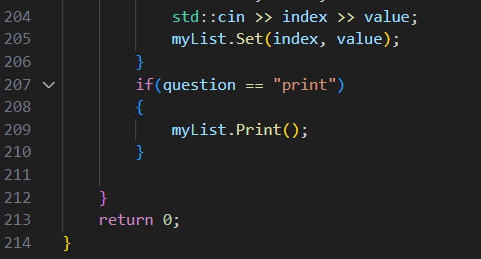 204 std::cin >> index >> value;
205 myList.Set(index, value);
206 }
207 if(question == "print")
208 {
209 myList.Print();
210 }
211
212 }
213 return 0;
214 }